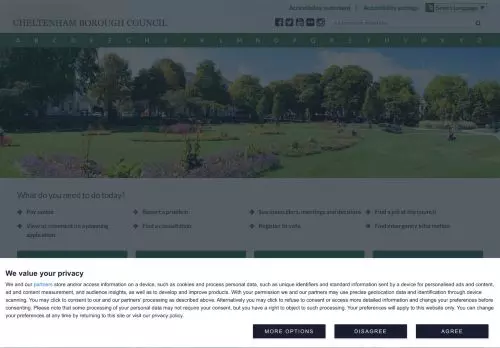 Accessibility statement | Accessibility settings Select Language ▼
CHELTENHAM BOROUGH COUNCIL
A B C D E F G H I J K L M N O P Q R S T U V W X Y Z
What do you need to do today?
Pay online
Report a problem
Find a job at the council
View or comment on a planning
application
Find a consultation
Register to vote
Find emergency information
We value your privacy
We and our partners store and/or access information on a device, such as cookies and process personal data, such as unique identifiers and standard information sent by a device for personalised ads and content,
ad and content measurement, and audience insights, as well as to develop and improve products. With your permission we and our partners may use precise geolocation data and identification through device
scanning. You may click to consent to our and our partners' processing as described above. Alternatively you may click to refuse to consent or access more detailed information and change your preferences before
consenting. Please note that some processing of your personal data may not require your consent, but you have a right to object to such processing. Your preferences will apply to this website only. You can change
your preferences at any time by returning to this site or visit our privacy policy.
MORE OPTIONS DISAGREE AGREE